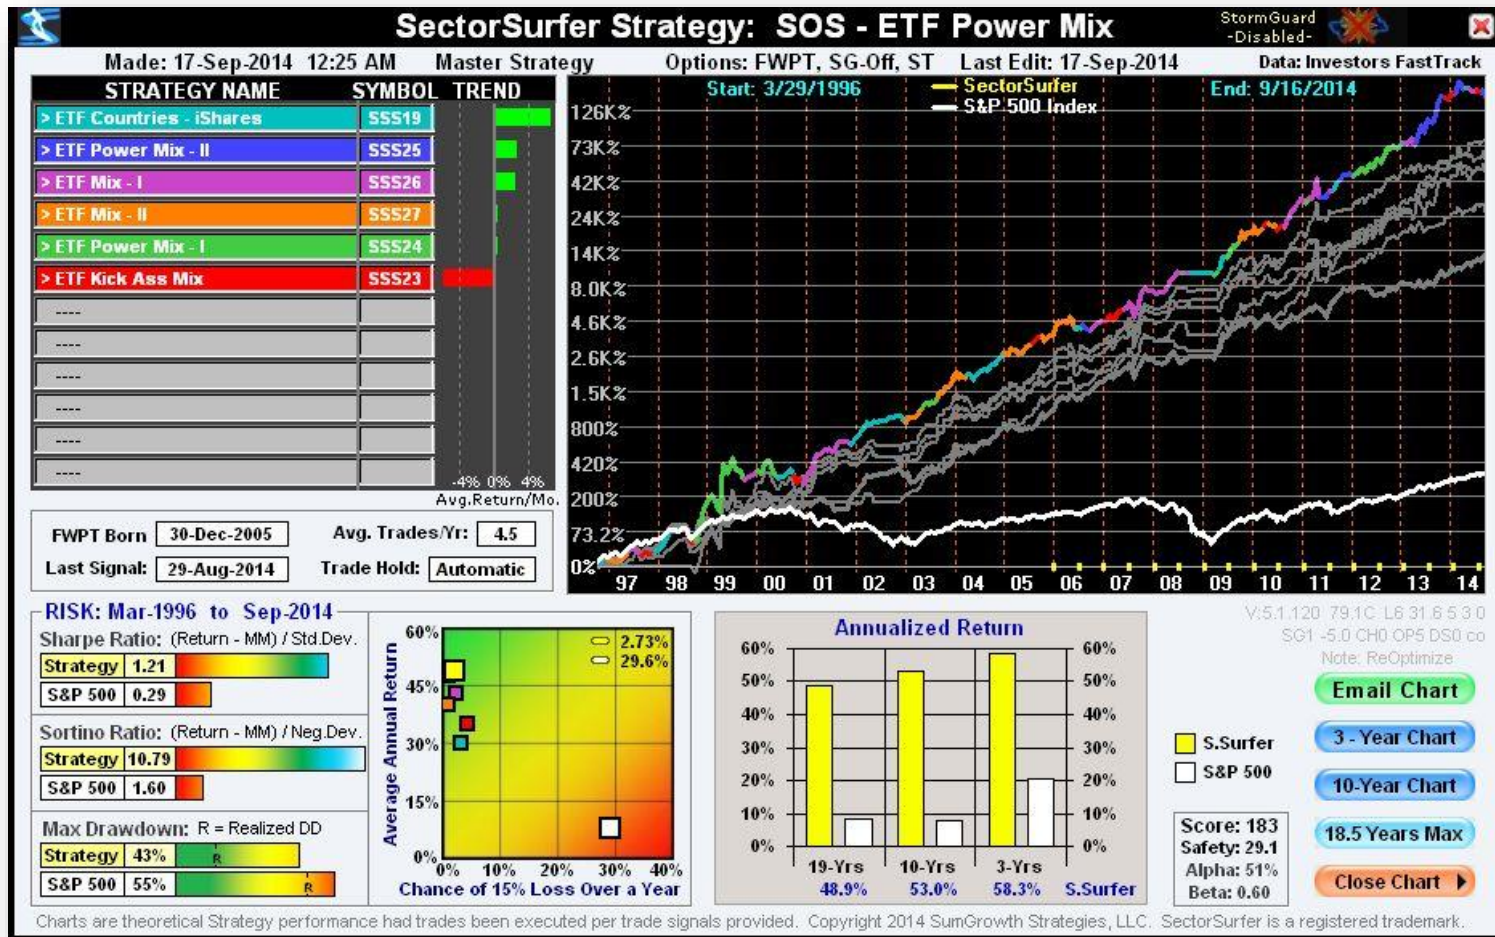 SectorSurfer Strategy: SOS - ETF Power Mix
StormGuard
-Disabled-
Made: 17-Sep-2014 12:25 AM Master Strategy Options: FWPT, SG-Off, ST Last Edit: 17-Sep-2014 Data: Investors FastTrack
STRATEGY NAME SYMBOL TREND
> ETF Countries - iShares SSS19
> ETF Power Mix - II SSS25
> ETF Mix - I SSS26
> ETF Mix - II SSS27
> ETF Power Mix - I SSS24
> ETF Kick Ass Mix SSS23
----
----
----
----
----
----
-4% 0% 4%
Avg.Return/Mo.
Start: 3/29/1996
SectorSurfer
S&P 500 Index
End: 9/16/2014
126K%
73K%
42K%
24K%
14K%
8.0K%
4.6K%
2.6K%
1.5K%
800%
420%
200%
73.2%
0%
97 98 99 00 01 02 03 04 05 06 07 08 09 10 11 12 13 14
FWPT Born 30-Dec-2005 Avg. Trades/Yr: 4.5
Last Signal: 29-Aug-2014 Trade Hold: Automatic
RISK: Mar-1996 to Sep-2014
Sharpe Ratio: (Return - MM) / Std.Dev.
Strategy 1.21
S&P 500 0.29
Sortino Ratio: (Return - MM) / Neg.Dev.
Strategy 10.79
S&P 500 1.60
Max Drawdown: R = Realized DD
Strategy 43% R
S&P 500 55% R
Average Annual Return
60%
45%
30%
15%
0%
2.73%
29.6%
0% 10% 20% 30% 40%
Chance of 15% Loss Over a Year
Annualized Return
60% 60%
50% 50%
40% 40%
30% 30%
20% 20%
10% 10%
0% 0%
19-Yrs 10-Yrs 3-Yrs
48.9% 53.0% 58.3% S.Surfer
S.Surfer
S&P 500
Score: 183
Safety: 29.1
Alpha: 51%
Beta: 0.60
V:5.1.120 79.1C L6 31.6 5 3 0
SG1 -5.0 CH0 OP5 DS0 co
Note: ReOptimize
Email Chart
3 - Year Chart
10-Year Chart
18.5 Years Max
Close Chart
Charts are theoretical Strategy performance had trades been executed per trade signals provided. Copyright 2014 SumGrowth Strategies, LLC. SectorSurfer is a registered trademark.